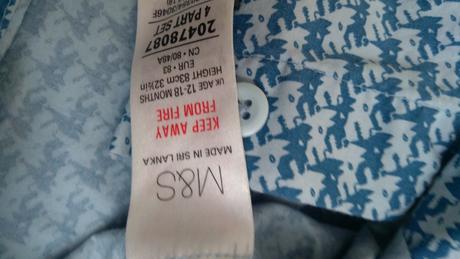 M&S
MADE IN SRI LANKA
KEEP AWAY
FROM FIRE
UK AGE 12-18 MONTHS
HEIGHT 83cm 32½in
EUR • 83
CN • 80/48A
20478087
4 PART SET